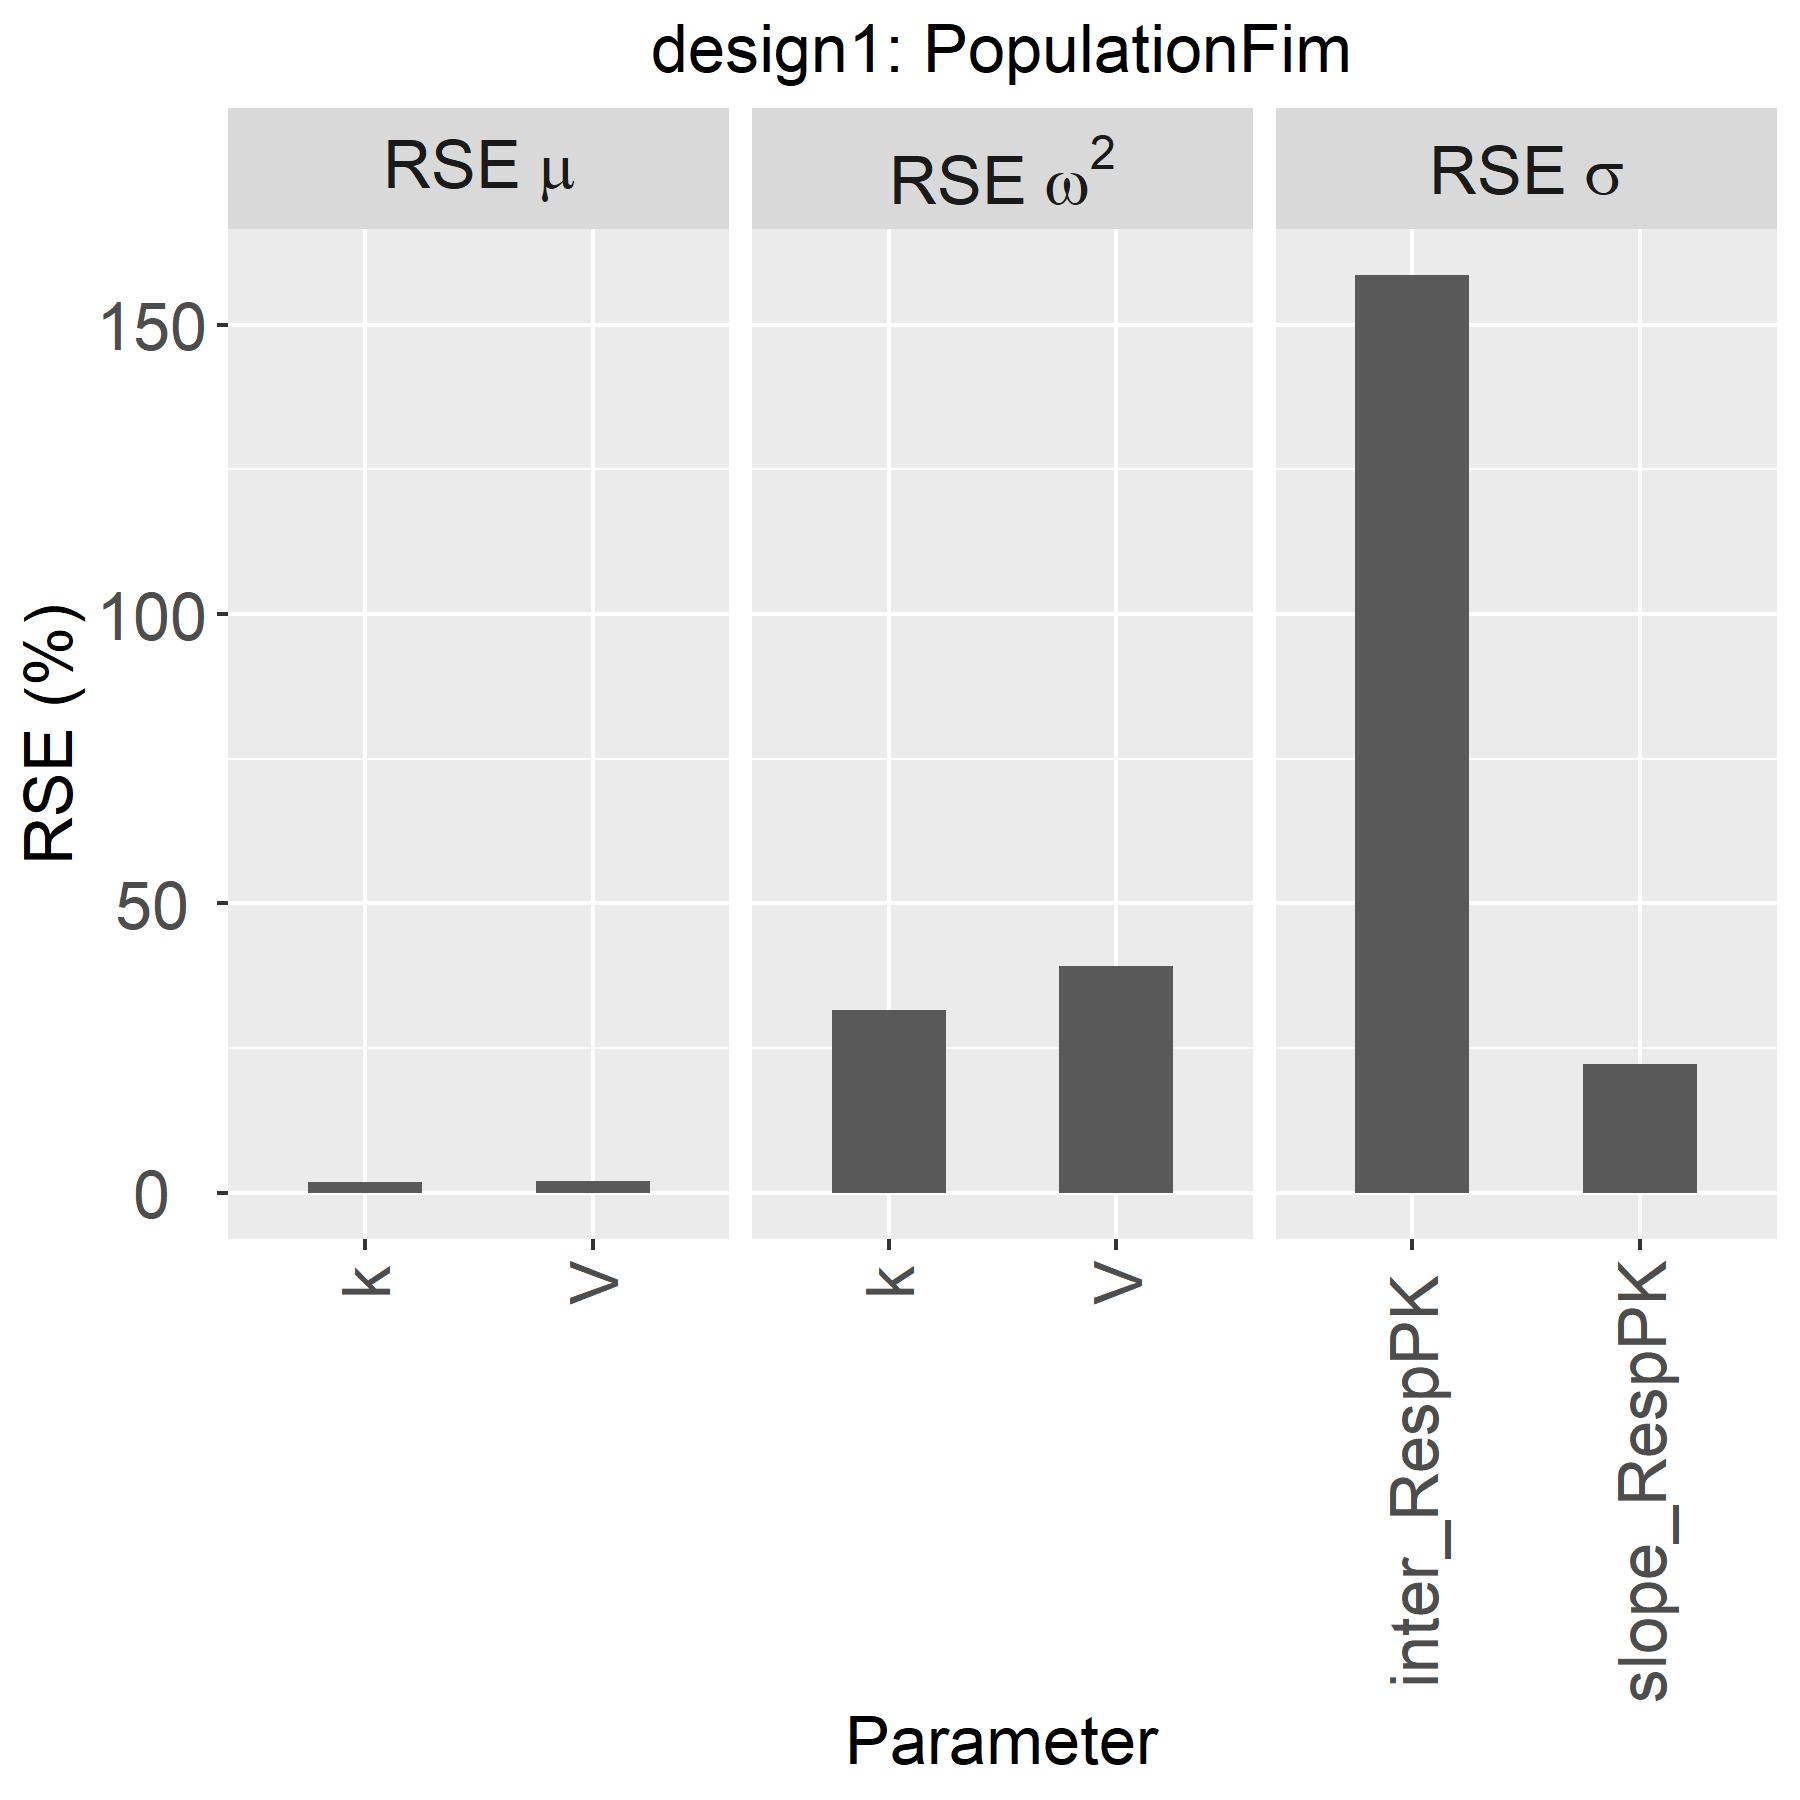 design1: PopulationFim
RSE μ
RSE ω²
RSE σ
RSE (%)
150
100
50
0
k
V
k
V
inter_RespPK
slope_RespPK
Parameter